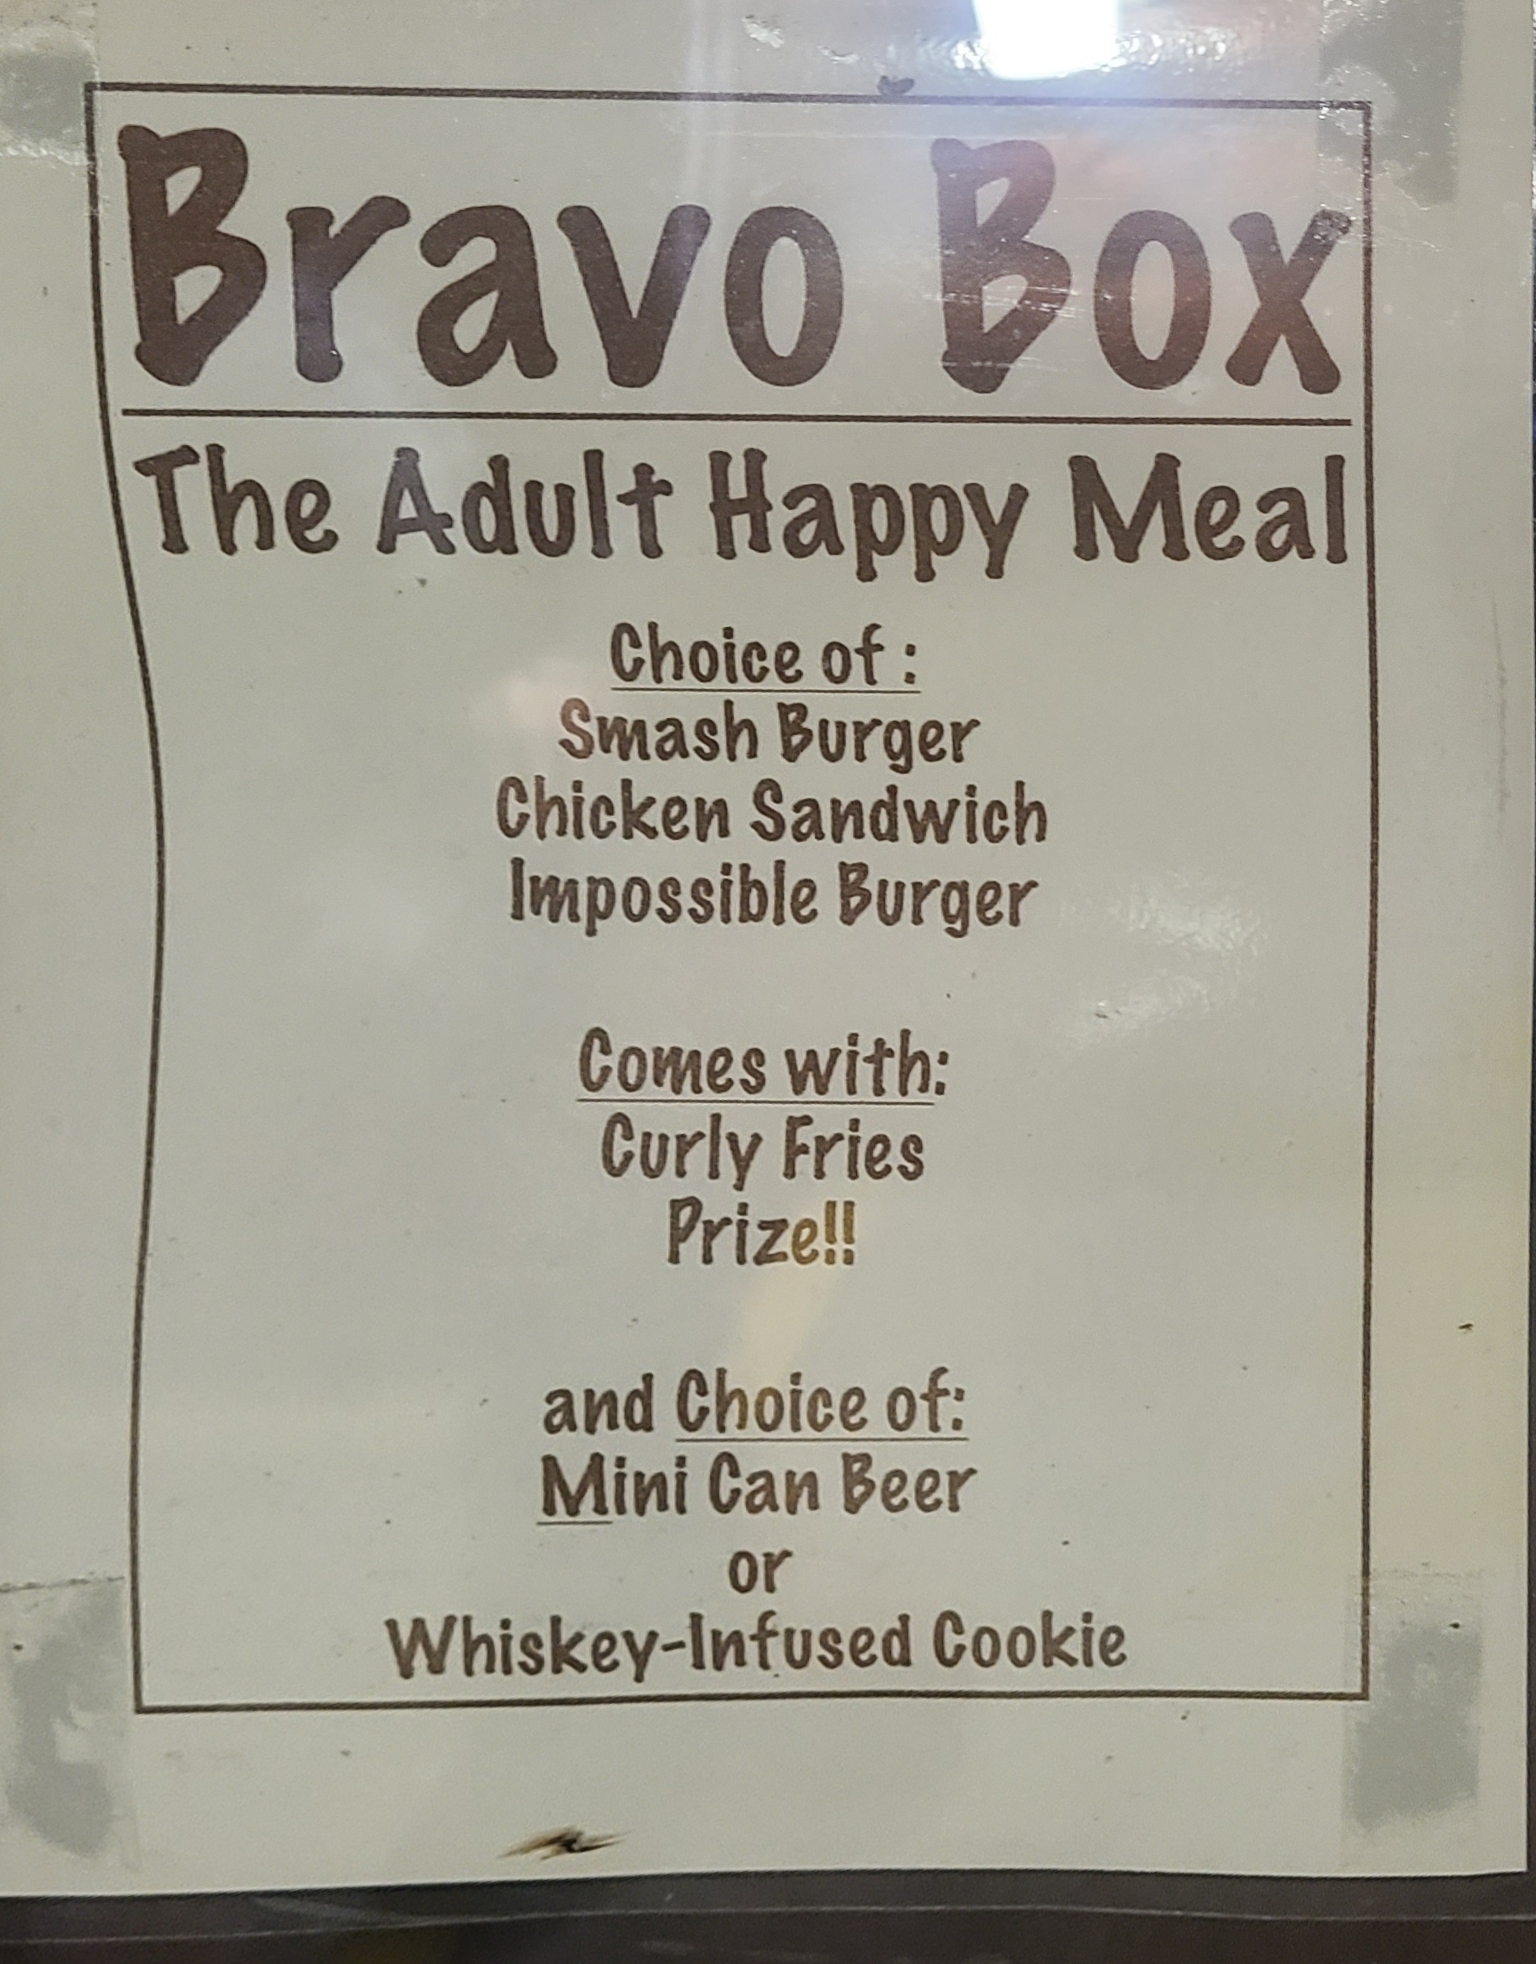 Bravo Box
The Adult Happy Meal
Choice of :
Smash Burger
Chicken Sandwich
Impossible Burger
Comes with:
Curly Fries
Prize!!
and Choice of:
Mini Can Beer
or
Whiskey-Infused Cookie